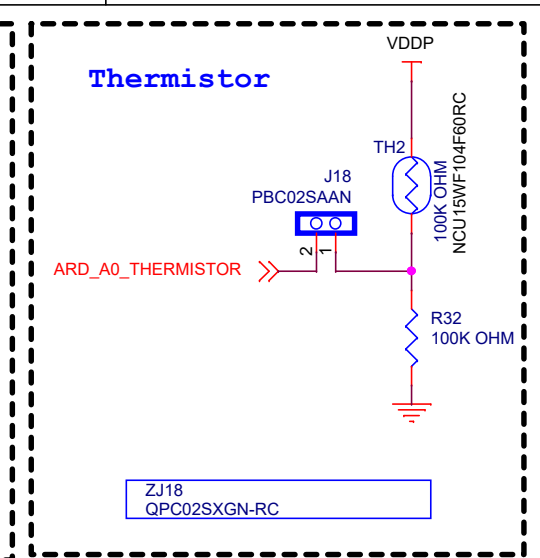 VDDP
Thermistor
TH2
100K OHM
NCU15WF104F60RC
J18
PBC02SAAN
2
1
ARD_A0_THERMISTOR
R32
100K OHM
ZJ18
QPC02SXGN-RC